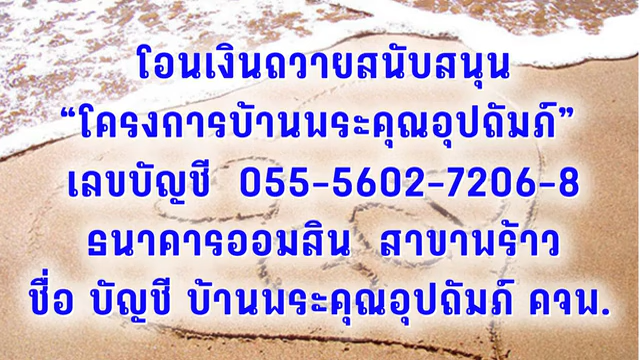 โอนเงินถวายสนับสนุน
“โครงการบ้านพระคุณอุปถัมภ์”
เลขบัญชี 055-5602-7206-8
ธนาคารออมสิน สาขาพร้าว
ชื่อ บัญชี บ้านพระคุณอุปถัมภ์ คจพ.